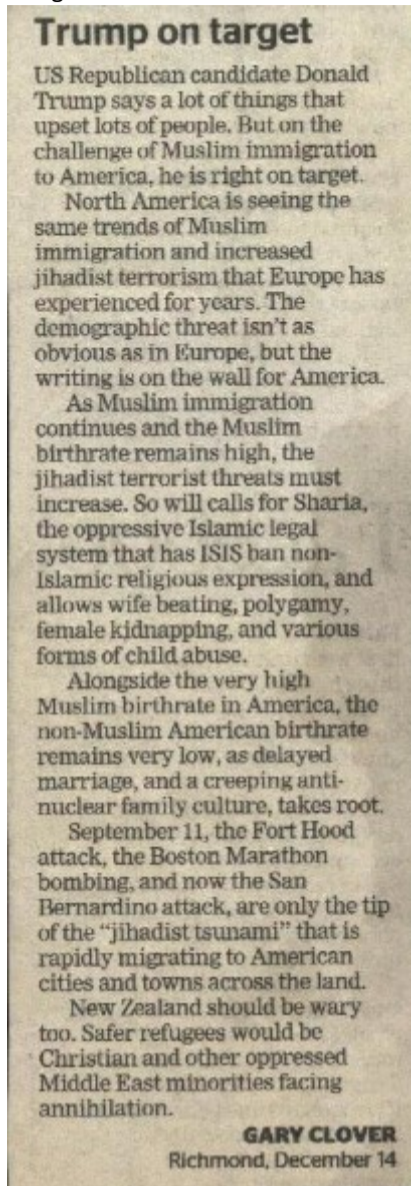 Trump on target
US Republican candidate Donald
Trump says a lot of things that
upset lots of people. But on the
challenge of Muslim immigration
to America, he is right on target.
North America is seeing the
same trends of Muslim
immigration and increased
jihadist terrorism that Europe has
experienced for years. The
demographic threat isn't as
obvious as in Europe, but the
writing is on the wall for America.
As Muslim immigration
continues and the Muslim
birthrate remains high, the
jihadist terrorist threats must
increase. So will calls for Sharia,
the oppressive Islamic legal
system that has ISIS ban non-
Islamic religious expression, and
allows wife beating, polygamy,
female kidnapping, and various
forms of child abuse.
Alongside the very high
Muslim birthrate in America, the
non-Muslim American birthrate
remains very low, as delayed
marriage, and a creeping anti-
nuclear family culture, takes root.
September 11, the Fort Hood
attack, the Boston Marathon
bombing, and now the San
Bernardino attack, are only the tip
of the “jihadist tsunami” that is
rapidly migrating to American
cities and towns across the land.
New Zealand should be wary
too. Safer refugees would be
Christian and other oppressed
Middle East minorities facing
annihilation.
GARY CLOVER
Richmond, December 14